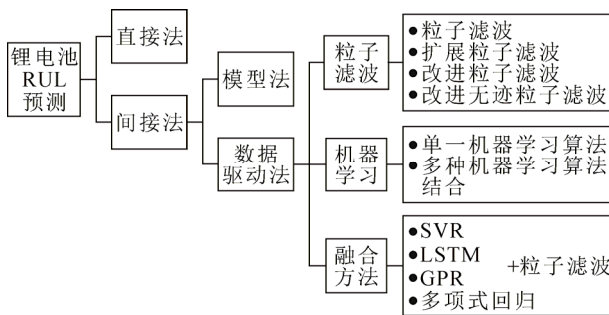 锂电池
RUL
预测
直接法
间接法
模型法
数据
驱动法
粒子
滤波
●粒子滤波
●扩展粒子滤波
●改进粒子滤波
●改进无迹粒子滤波
机器
学习
●单一机器学习算法
●多种机器学习算法
结合
融合
方法
●SVR
●LSTM
●GPR
●多项式回归
+粒子滤波